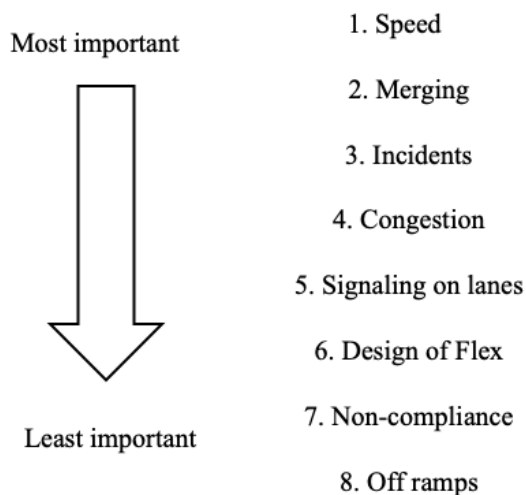 Most important
Least important
1. Speed
2. Merging
3. Incidents
4. Congestion
5. Signaling on lanes
6. Design of Flex
7. Non-compliance
8. Off ramps